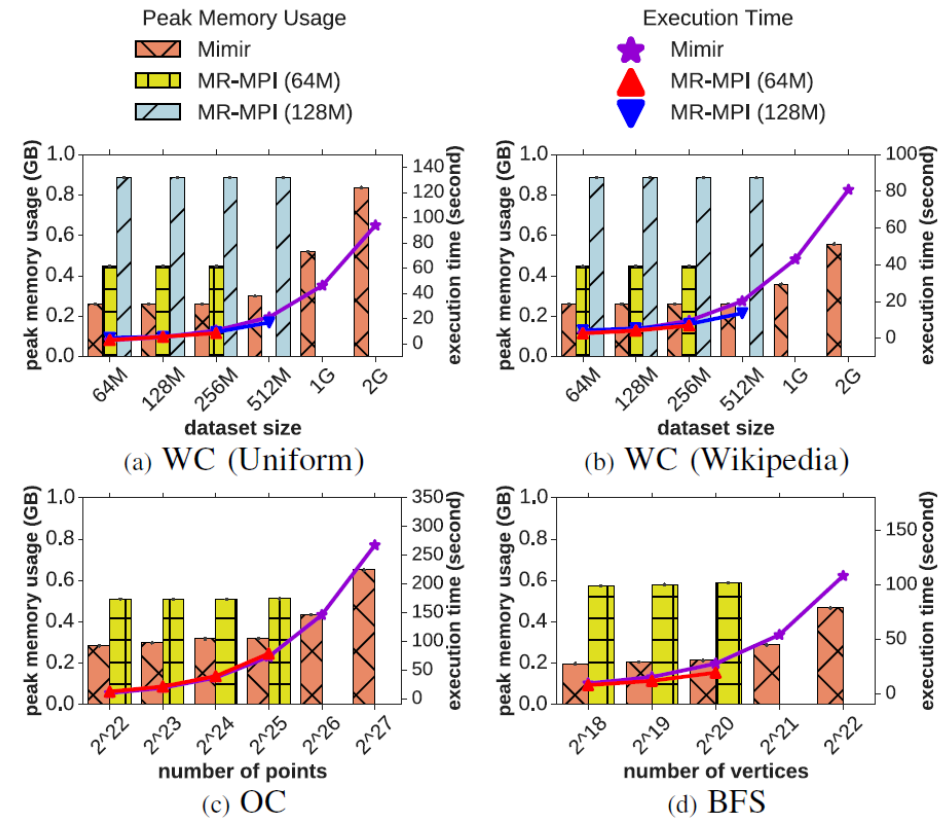 Peak Memory Usage
Mimir
MR-MPI (64M)
MR-MPI (128M)
Execution Time
Mimir
MR-MPI (64M)
MR-MPI (128M)
peak memory usage (GB)
1.0
0.8
0.6
0.4
0.2
0.0
140
120
100
80
60
40
20
0
execution time (second)
64M
128M
256M
512M
1G
2G
dataset size
(a) WC (Uniform)
peak memory usage (GB)
1.0
0.8
0.6
0.4
0.2
0.0
100
80
60
40
20
0
execution time (second)
64M
128M
256M
512M
1G
2G
dataset size
(b) WC (Wikipedia)
peak memory usage (GB)
1.0
0.8
0.6
0.4
0.2
0.0
350
300
250
200
150
100
50
0
execution time (second)
2^22
2^23
2^24
2^25
2^26
2^27
number of points
(c) OC
peak memory usage (GB)
1.0
0.8
0.6
0.4
0.2
0.0
150
100
50
0
execution time (second)
2^18
2^19
2^20
2^21
2^22
number of vertices
(d) BFS